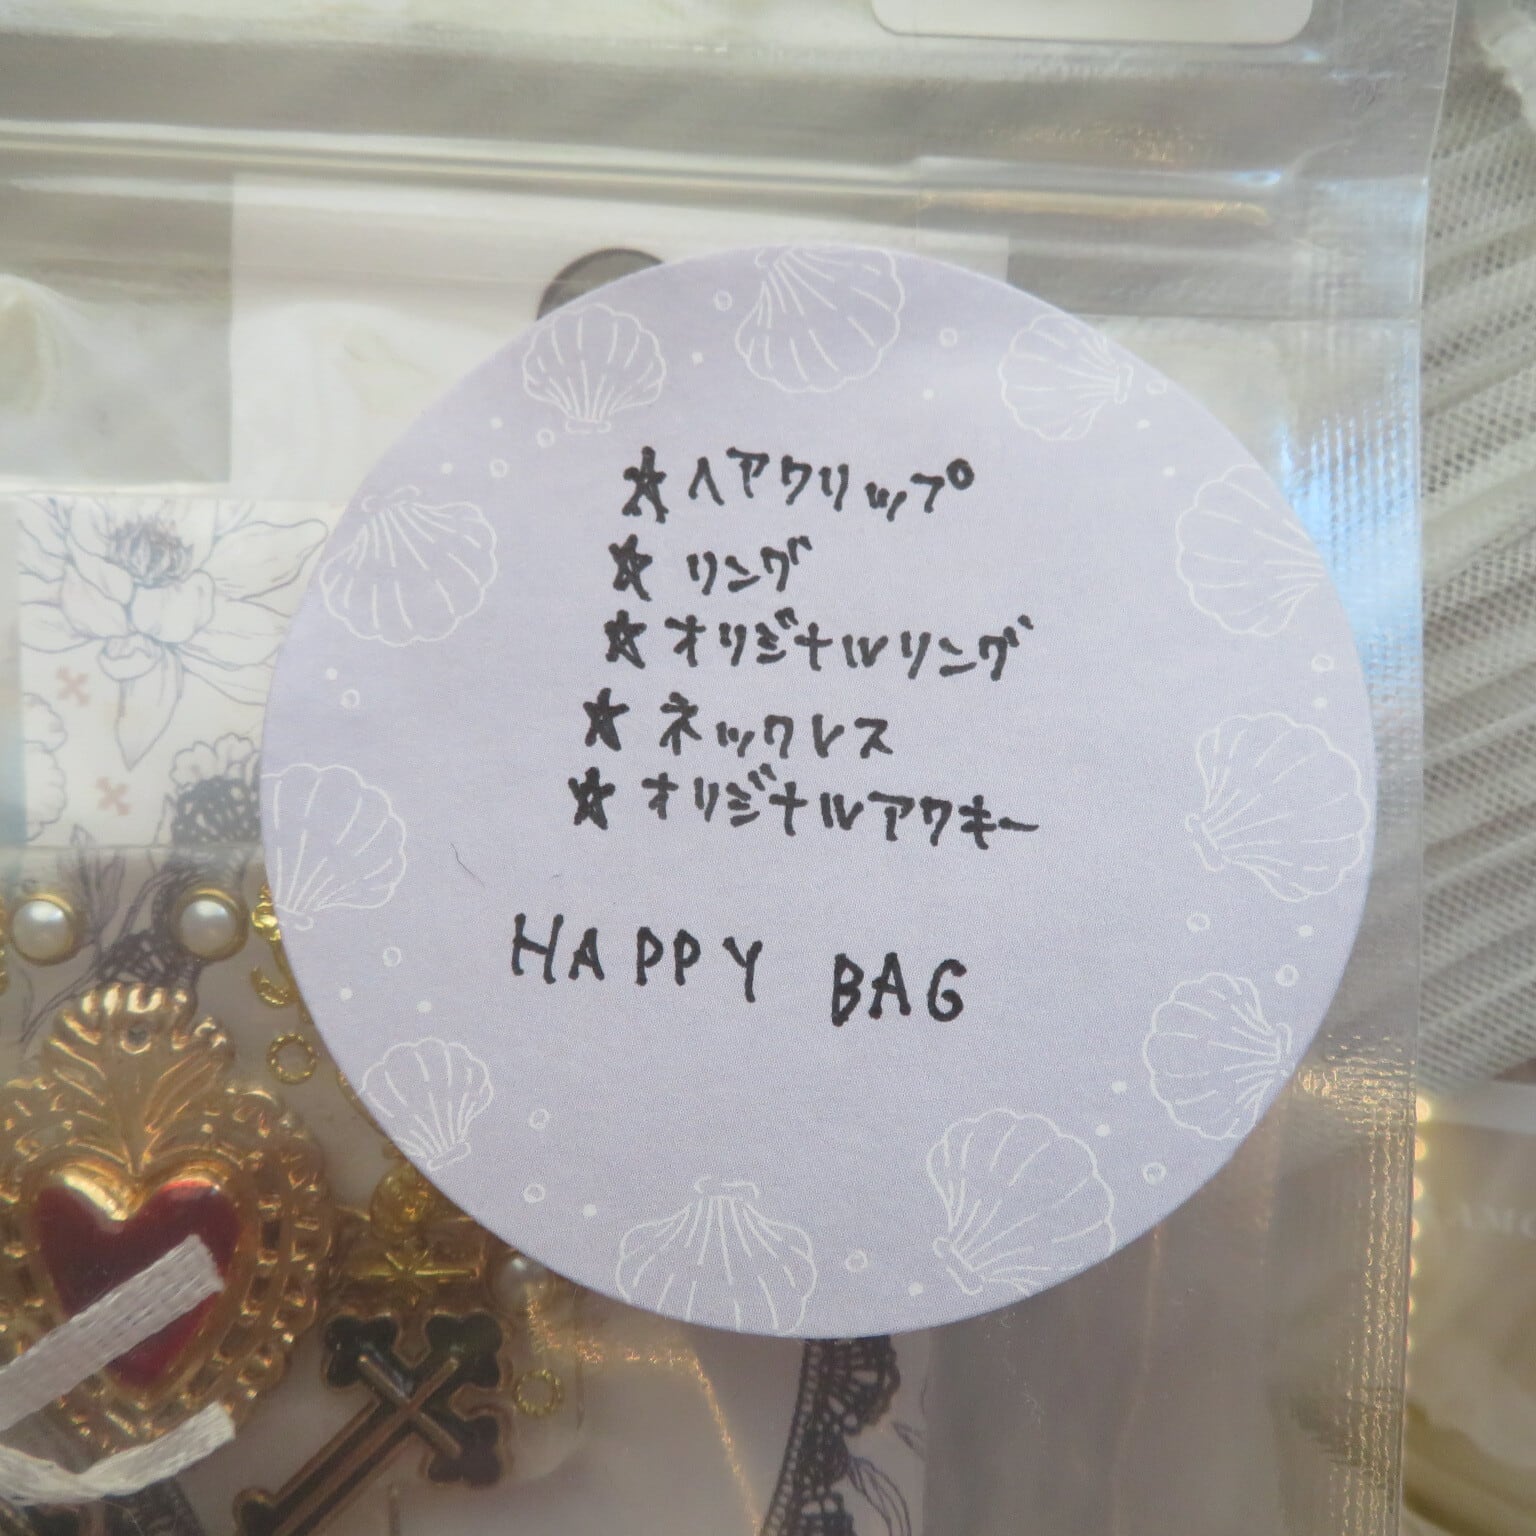 ☆ヘアクリップ
☆リング
☆オリジナルリング
☆ネックレス
☆オリジナルアクキー
HAPPY BAG